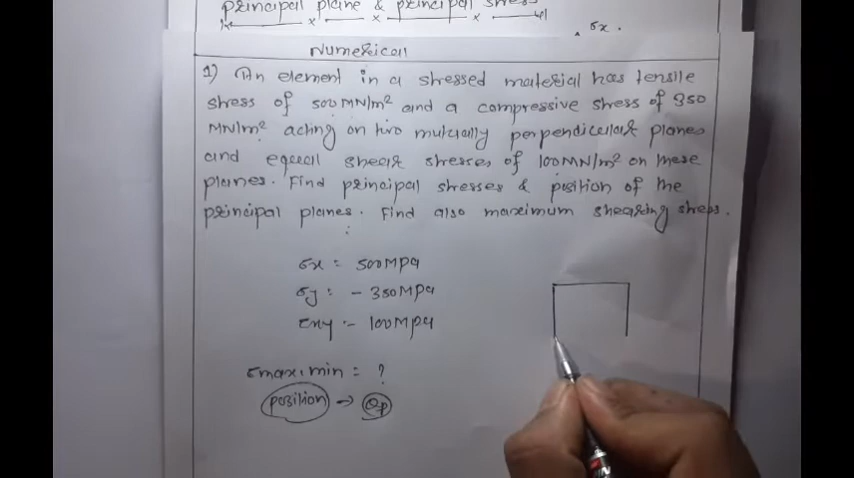 principal plane & principal stress
σx.
Numerical
1) An element in a stressed material has tensile
stress of 500 MN/m² and a compressive stress of 350
MN/m² acting on two mutually perpendicular planes
and equal shear stresses of 100 MN/m² on these
planes. Find principal stresses & position of the
principal planes. Find also maximum shearing stress.
σx = 500 MPa
σy = - 350 MPa
τxy = 100 MPa
σmax, min = ?
position → θp